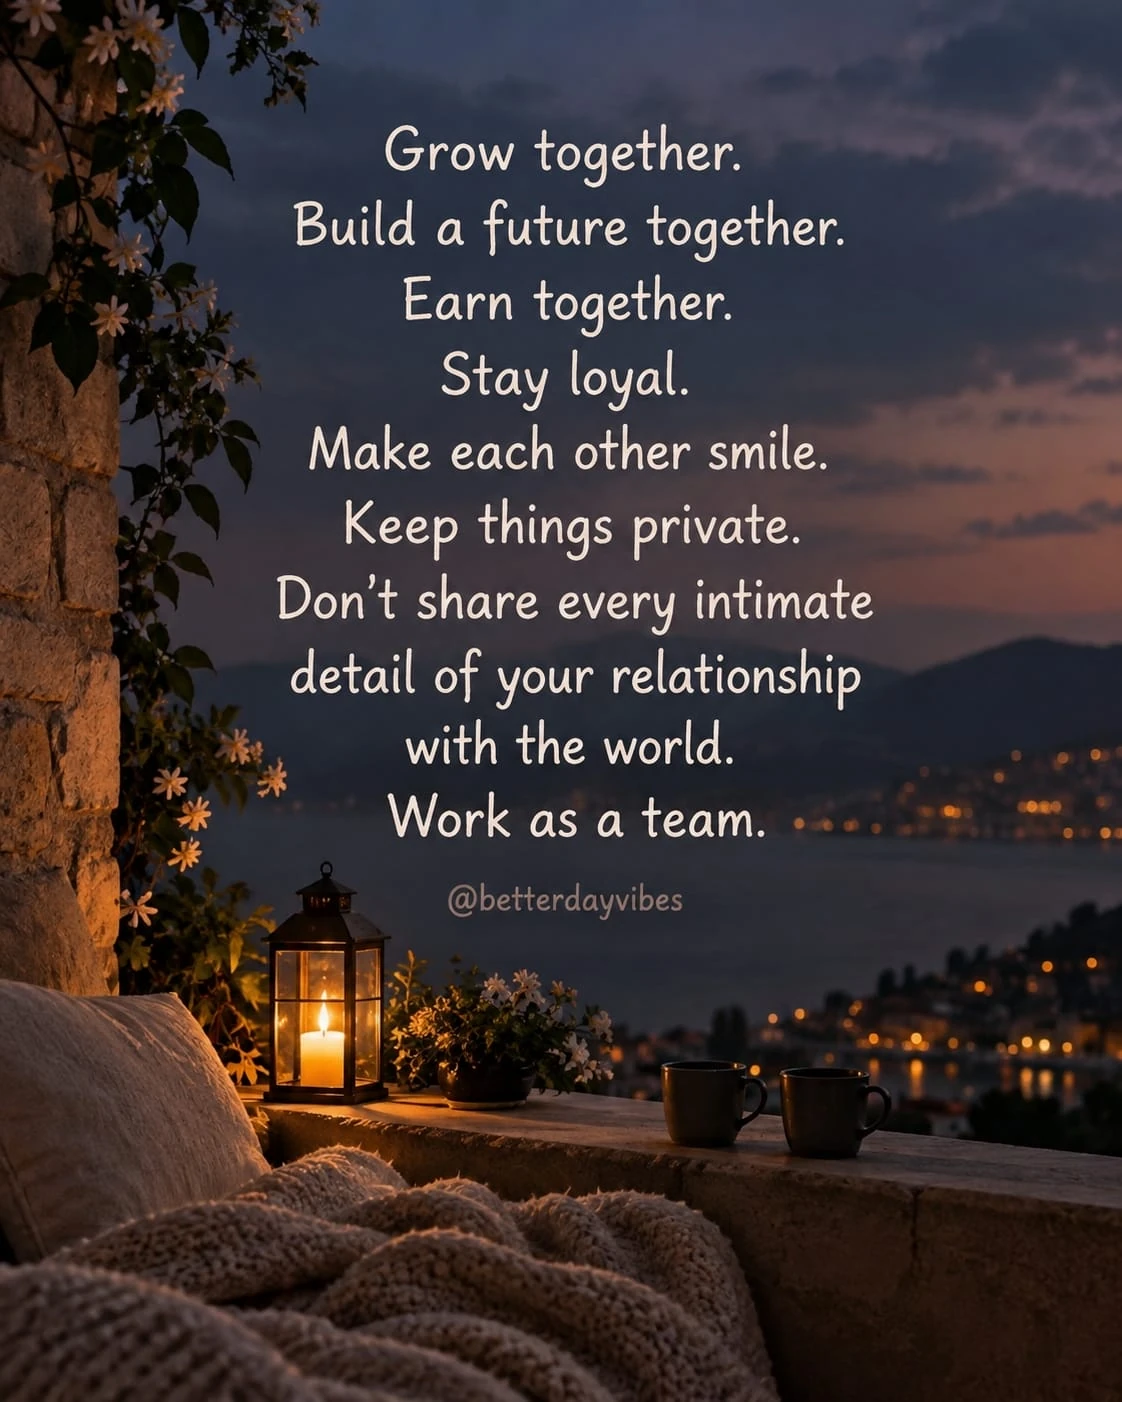 Grow together.
Build a future together.
Earn together.
Stay loyal.
Make each other smile.
Keep things private.
Don't share every intimate
detail of your relationship
with the world.
Work as a team.
@betterdayvibes